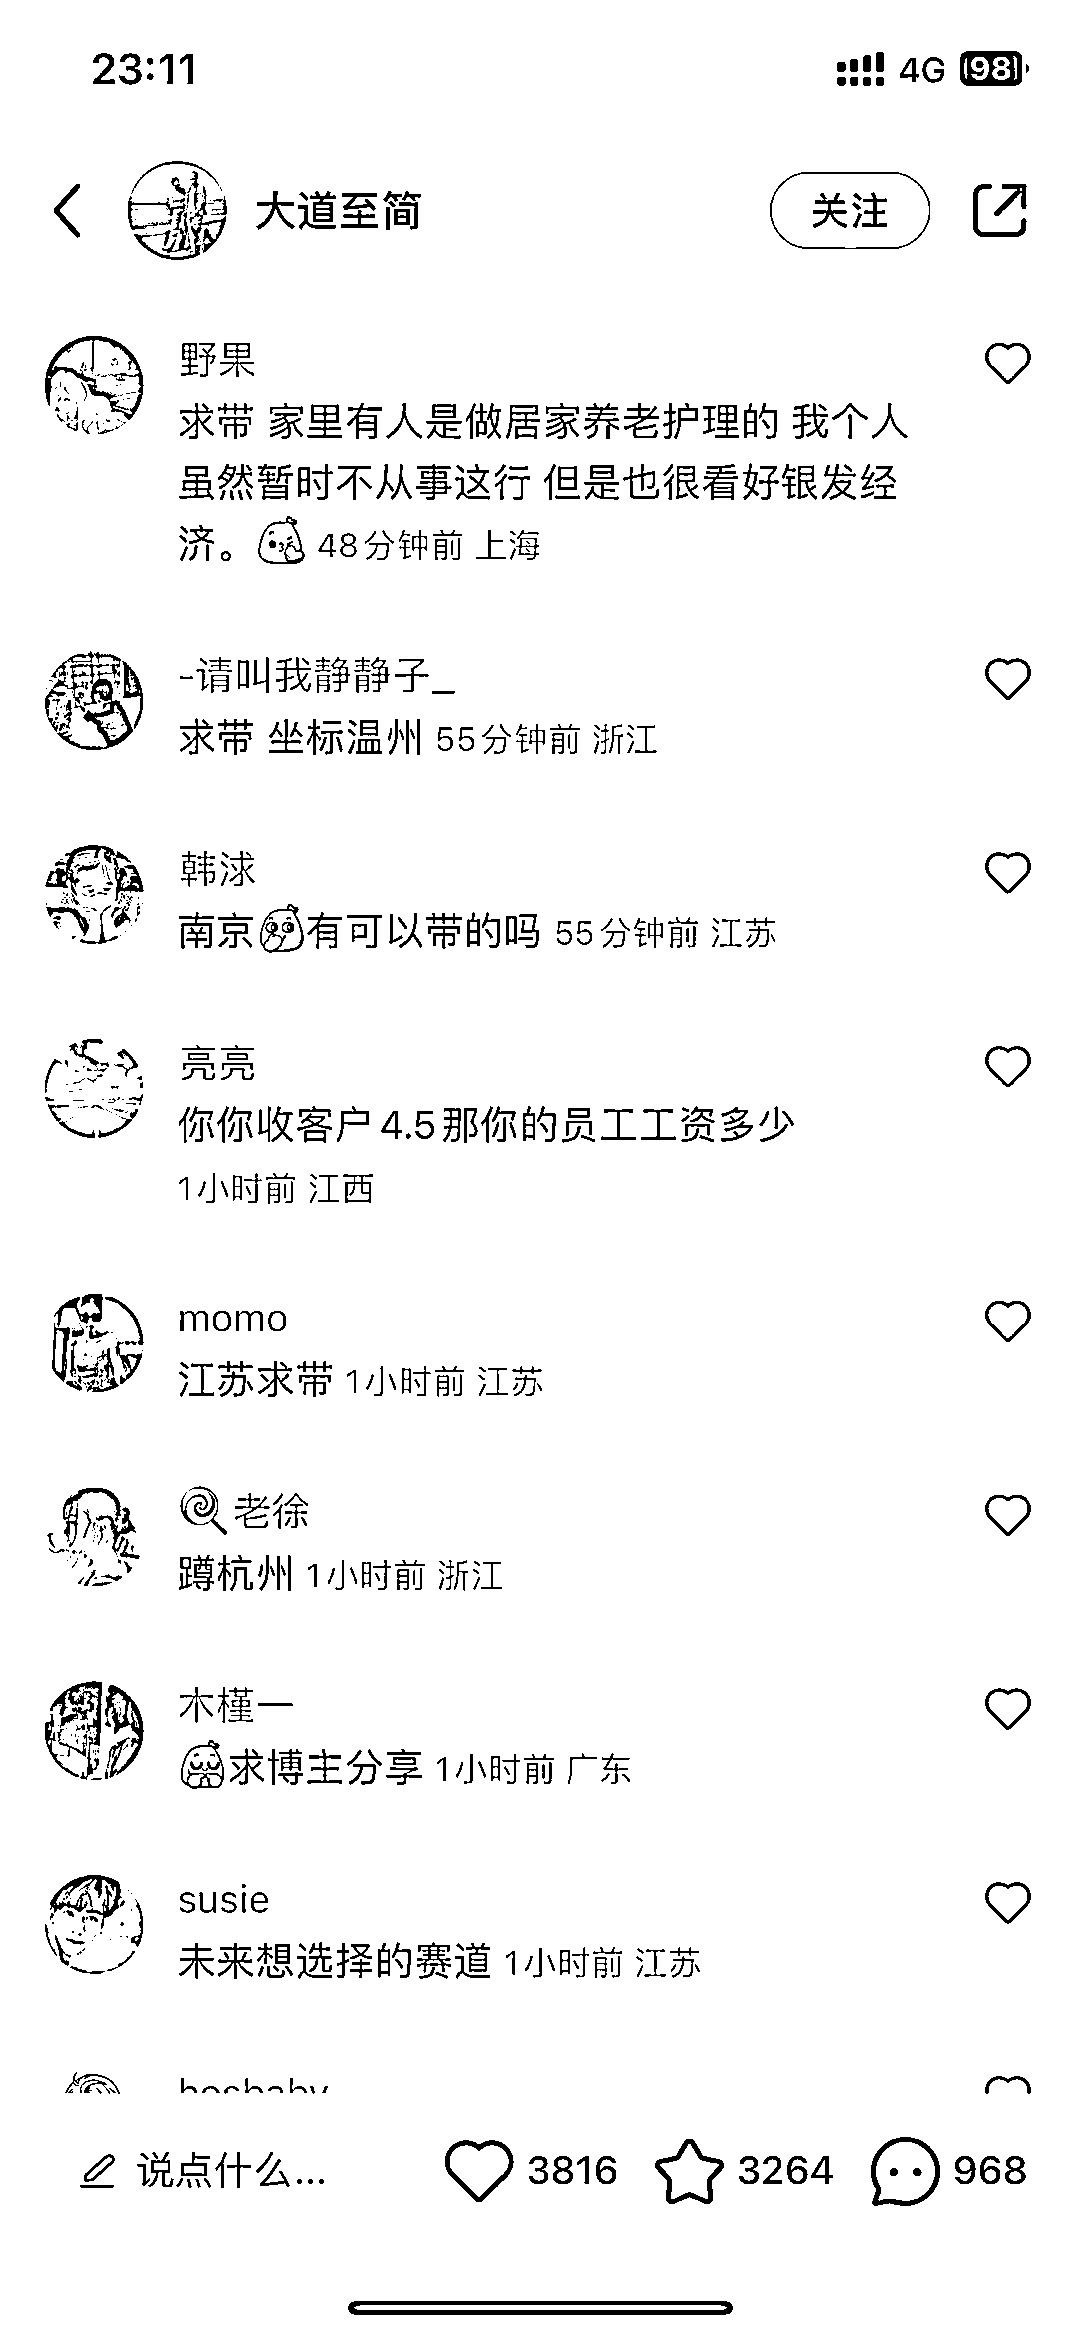 23:11
4G 98
大道至简
关注
野果
求带 家里有人是做居家养老护理的 我个人
虽然暂时不从事这行 但是也很看好银发经
济。 48分钟前 上海
-请叫我静静子_
求带 坐标温州 55分钟前 浙江
韩浗
南京有可以带的吗 55分钟前 江苏
亮亮
你你收客户4.5那你的员工工资多少
1小时前 江西
momo
江苏求带 1小时前 江苏
老徐
蹲杭州 1小时前 浙江
木槿一
求博主分享 1小时前 广东
susie
未来想选择的赛道 1小时前 江苏
说点什么...
3816
3264
968